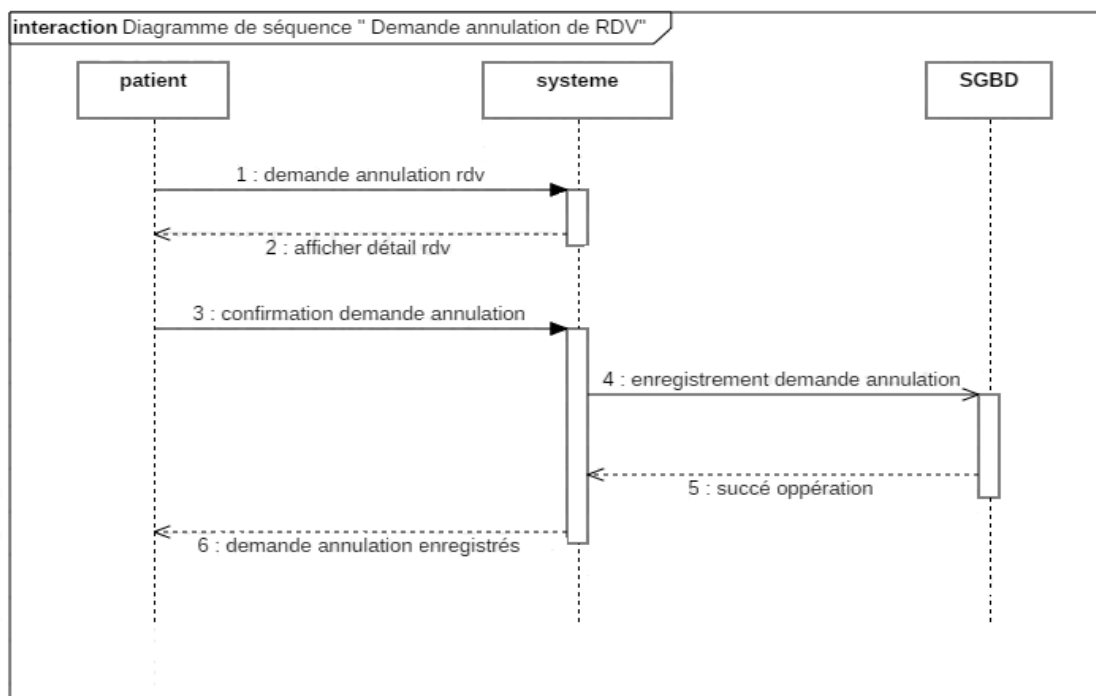 interaction Diagramme de séquence " Demande annulation de RDV"
patient
systeme
SGBD
1 : demande annulation rdv
2 : afficher détail rdv
3 : confirmation demande annulation
4 : enregistrement demande annulation
5 : succé oppération
6 : demande annulation enregistrés